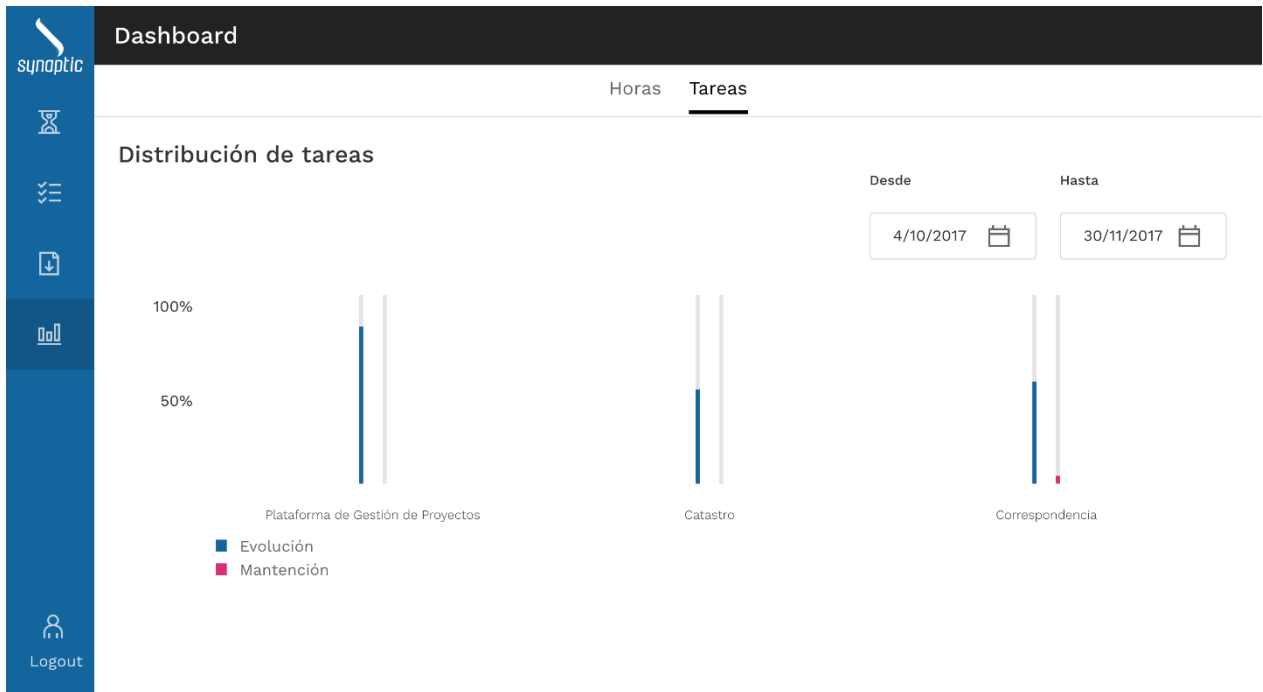 synaptic
Dashboard
Horas Tareas
Distribución de tareas
Desde Hasta
4/10/2017 30/11/2017
100%
50%
Plataforma de Gestión de Proyectos Catastro Correspondencia
Evolución
Mantención
Logout